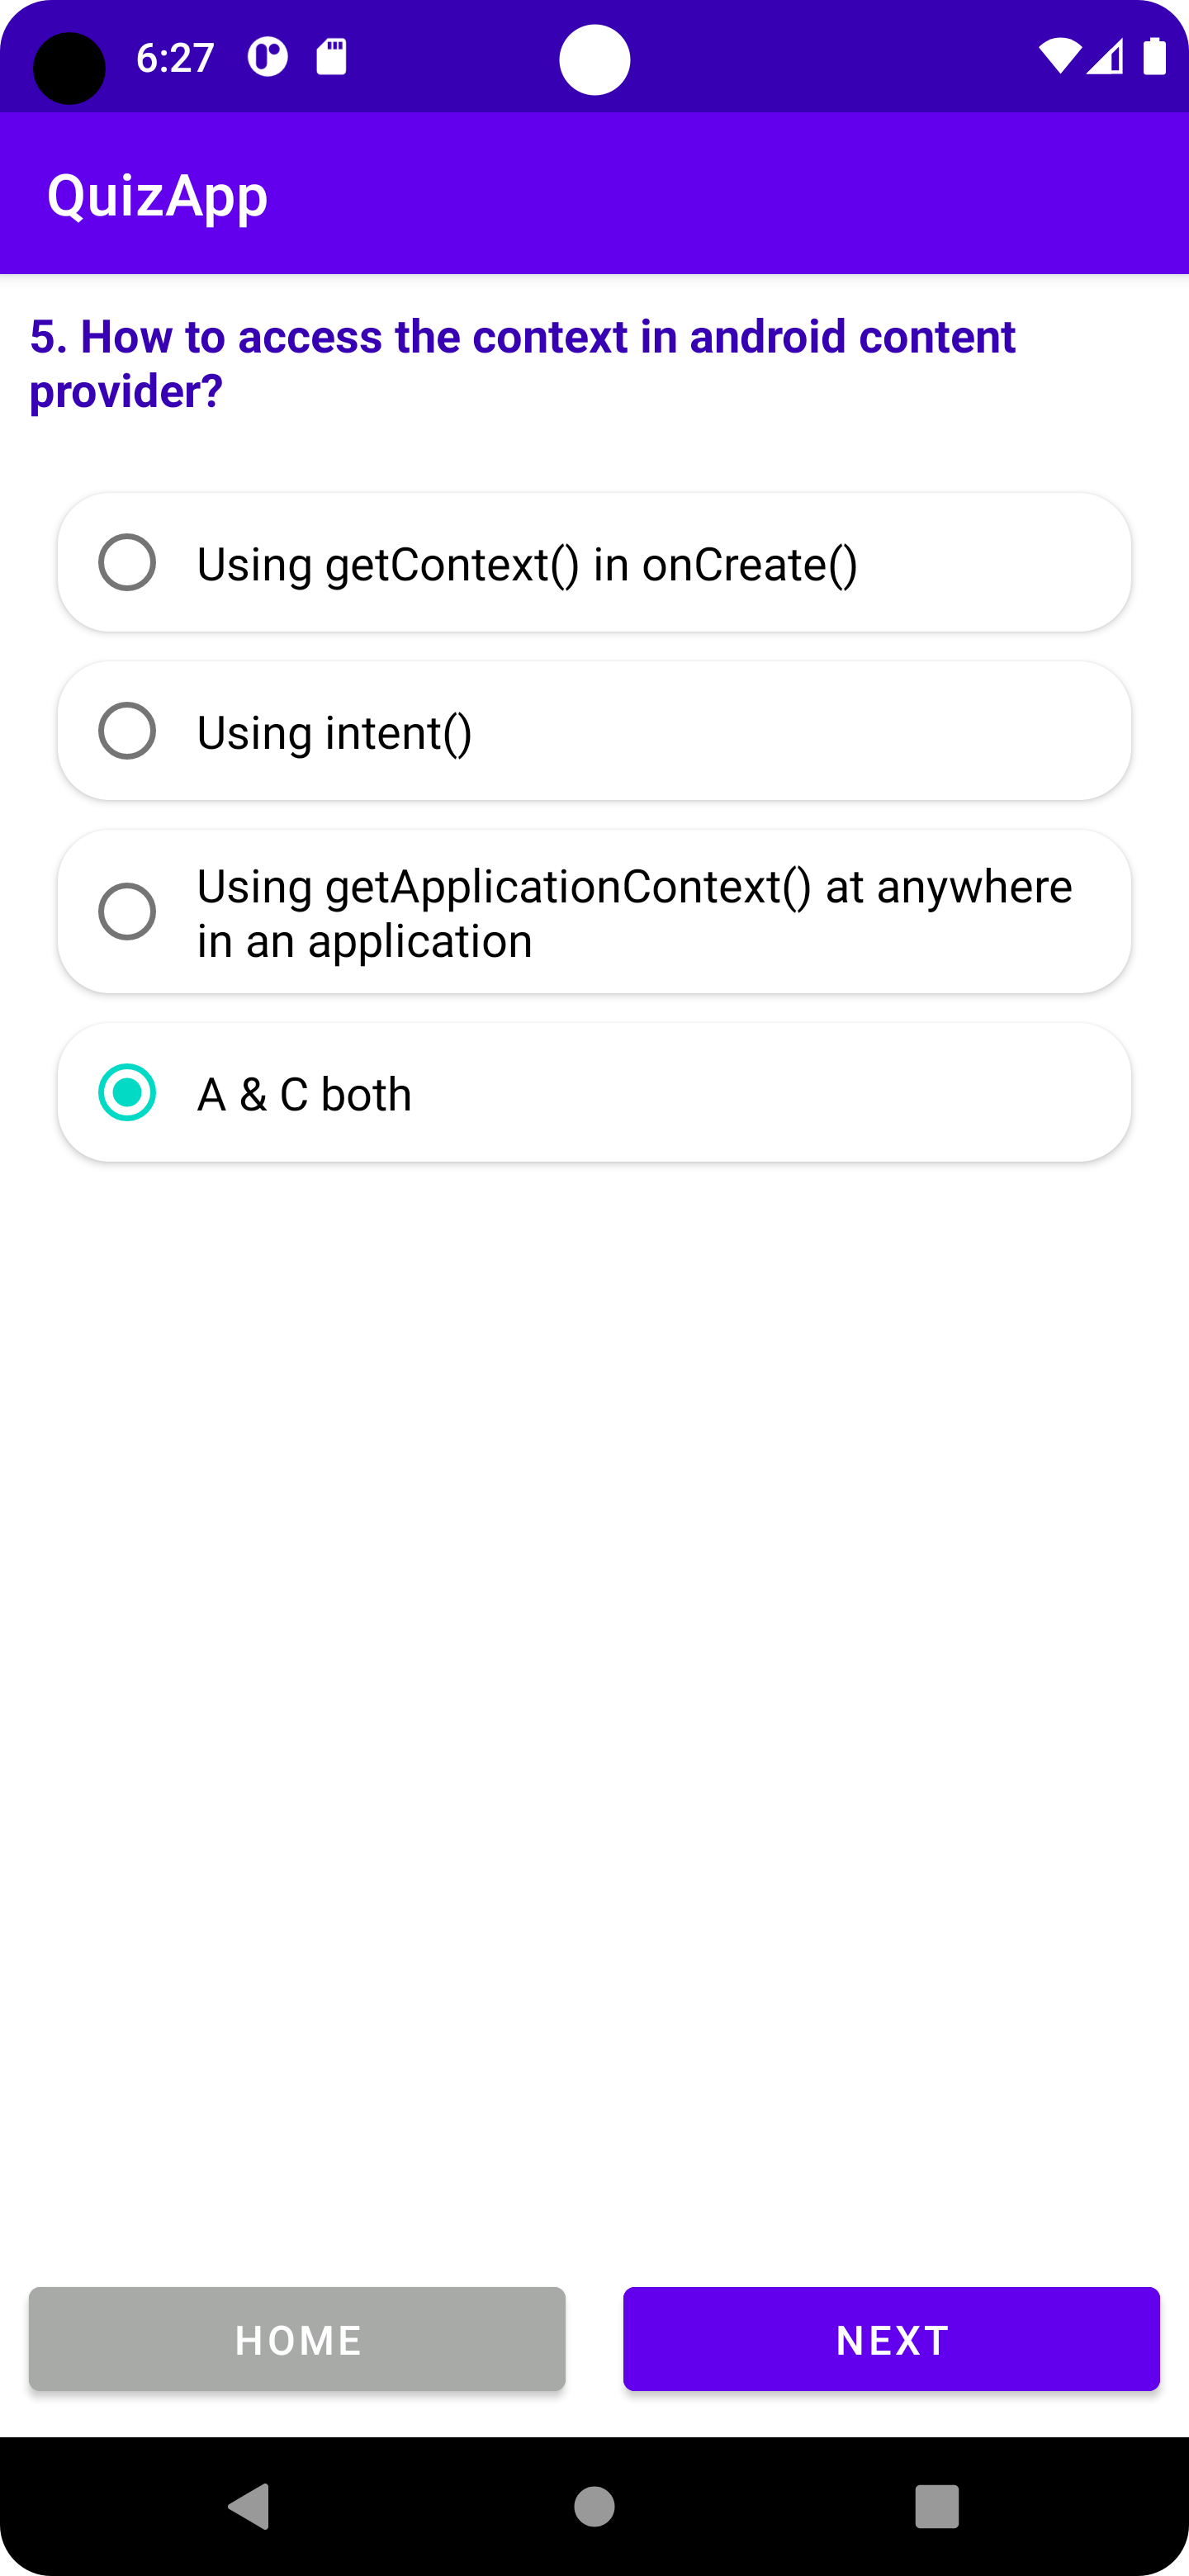 6:27
QuizApp
5. How to access the context in android content
provider?
Using getContext() in onCreate()
Using intent()
Using getApplicationContext() at anywhere
in an application
A & C both
HOME
NEXT